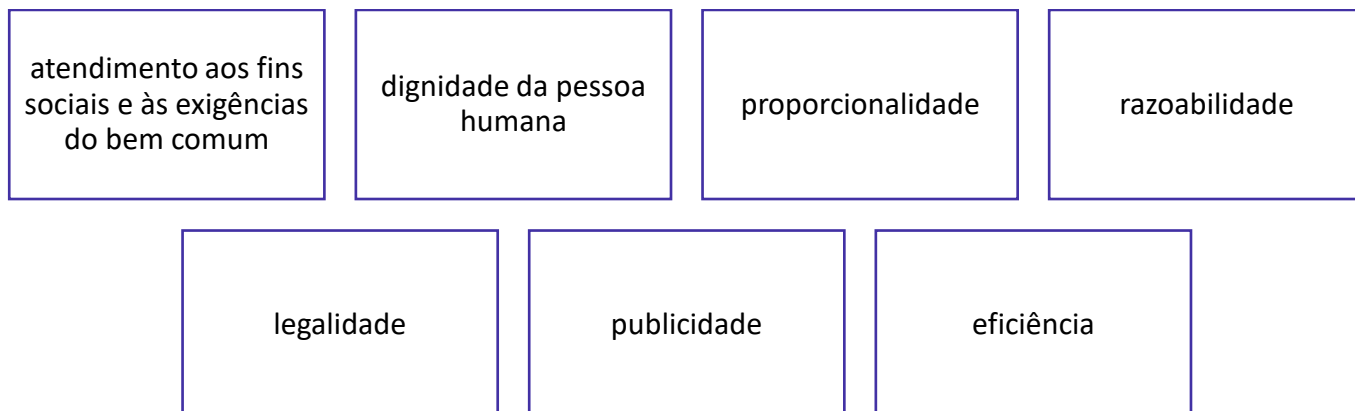 atendimento aos fins
sociais e às exigências
do bem comum
dignidade da pessoa
humana
proporcionalidade
razoabilidade
legalidade
publicidade
eficiência